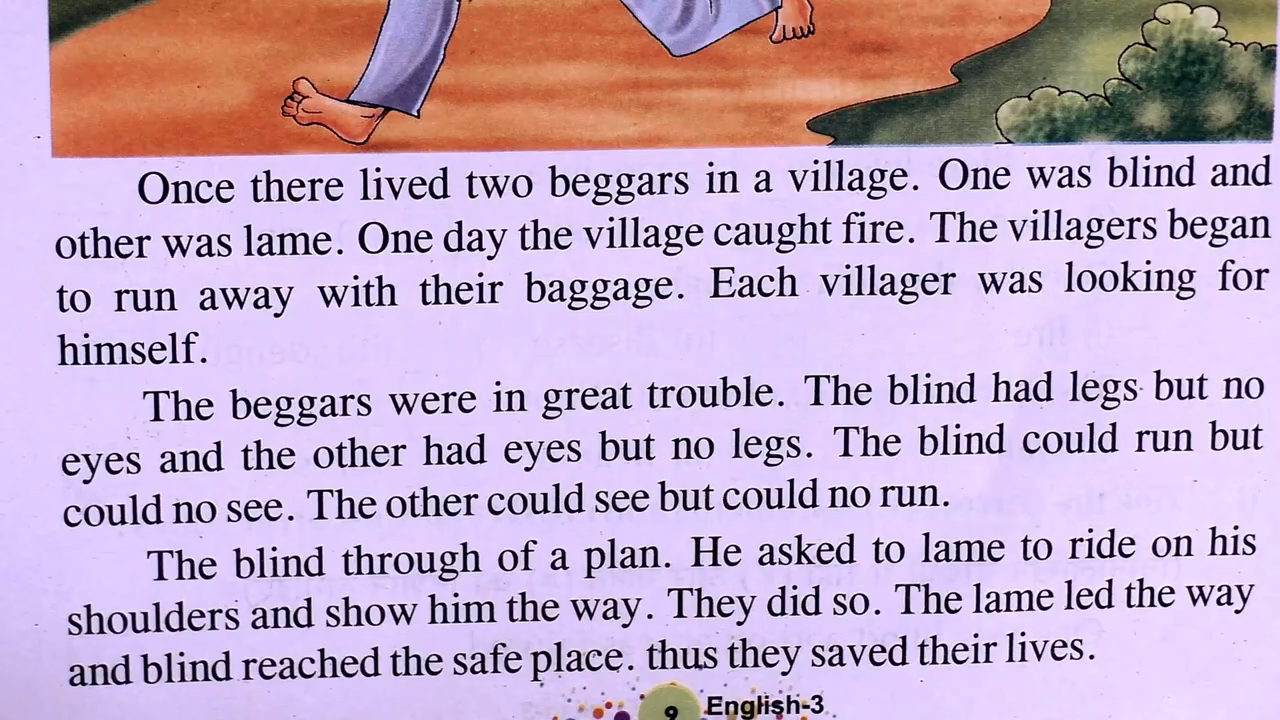 Once there lived two beggars in a village. One was blind and
other was lame. One day the village caught fire. The villagers began
to run away with their baggage. Each villager was looking for
himself.
The beggars were in great trouble. The blind had legs but no
eyes and the other had eyes but no legs. The blind could run but
could no see. The other could see but could no run.
The blind through of a plan. He asked to lame to ride on his
shoulders and show him the way. They did so. The lame led the way
and blind reached the safe place. thus they saved their lives.
9 English-3